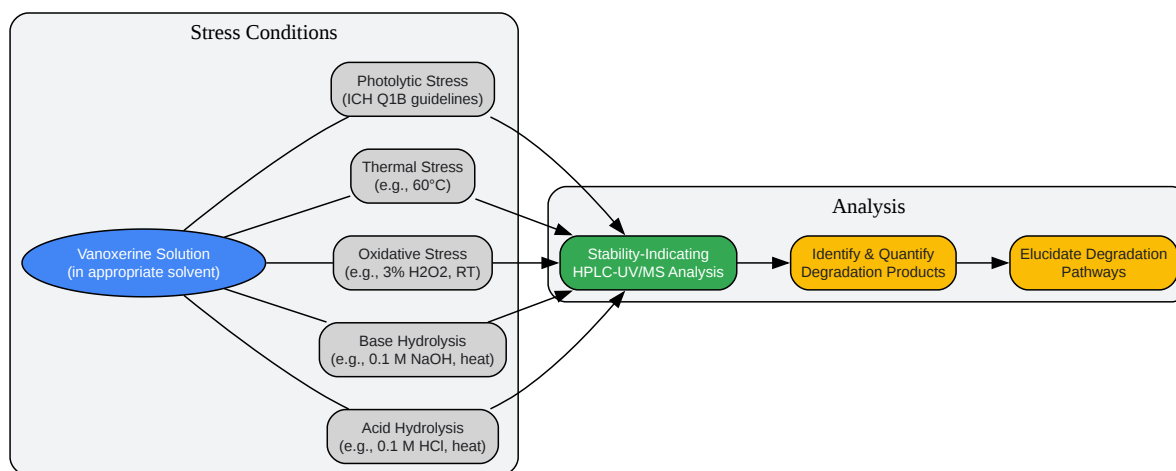 Stress Conditions
Photolytic Stress
(ICH Q1B guidelines)
Thermal Stress
(e.g., 60°C)
Vanoxerine Solution
(in appropriate solvent)
Oxidative Stress
(e.g., 3% H2O2, RT)
Base Hydrolysis
(e.g., 0.1 M NaOH, heat)
Acid Hydrolysis
(e.g., 0.1 M HCl, heat)
Analysis
Stability-Indicating
HPLC-UV/MS Analysis
Identify & Quantify
Degradation Products
Elucidate Degradation
Pathways